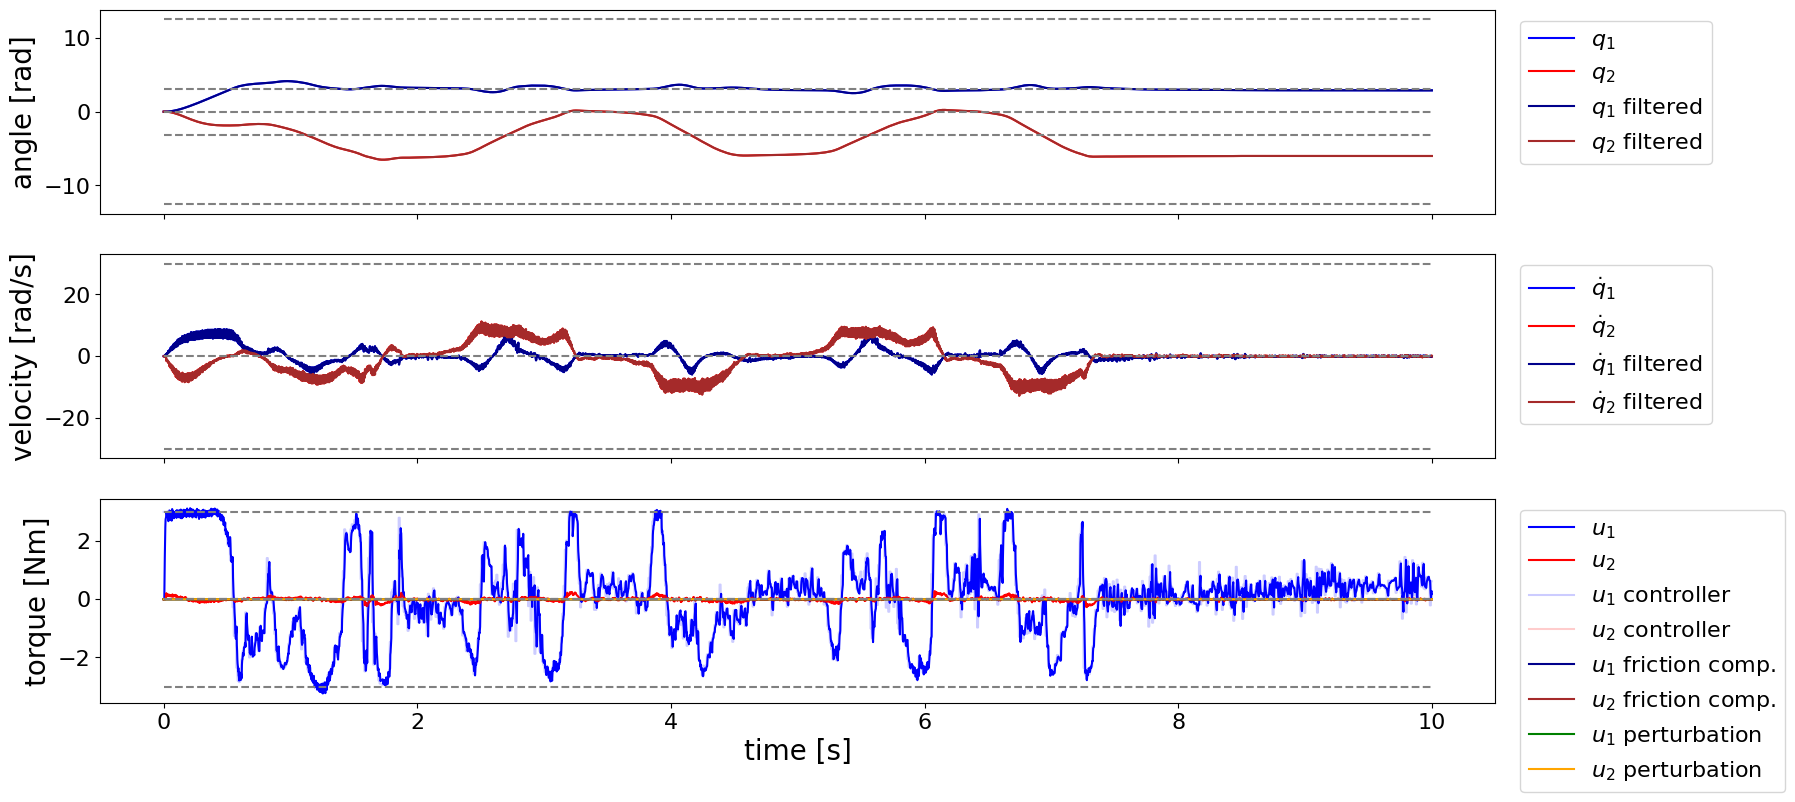 angle [rad]
10
0
−10
q₁
q₂
q₁ filtered
q₂ filtered
velocity [rad/s]
20
0
−20
q̇₁
q̇₂
q̇₁ filtered
q̇₂ filtered
torque [Nm]
2
0
−2
0 2 4 6 8 10
time [s]
u₁
u₂
u₁ controller
u₂ controller
u₁ friction comp.
u₂ friction comp.
u₁ perturbation
u₂ perturbation